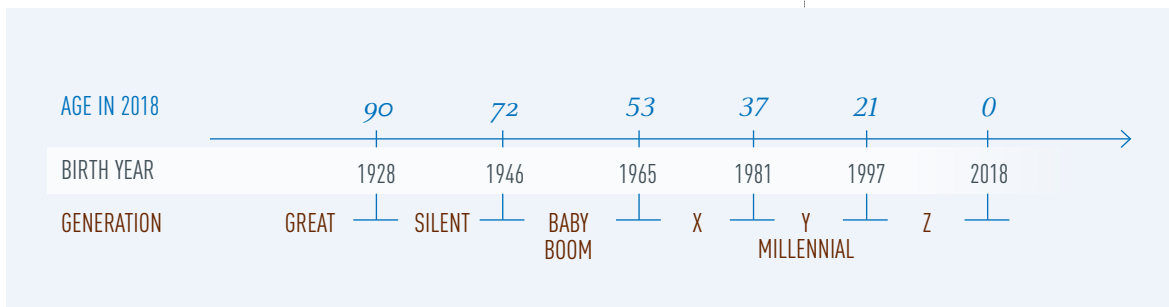 AGE IN 2018 90 72 53 37 21 0
BIRTH YEAR 1928 1946 1965 1981 1997 2018
GENERATION GREAT SILENT BABY X Y Z
BOOM MILLENNIAL